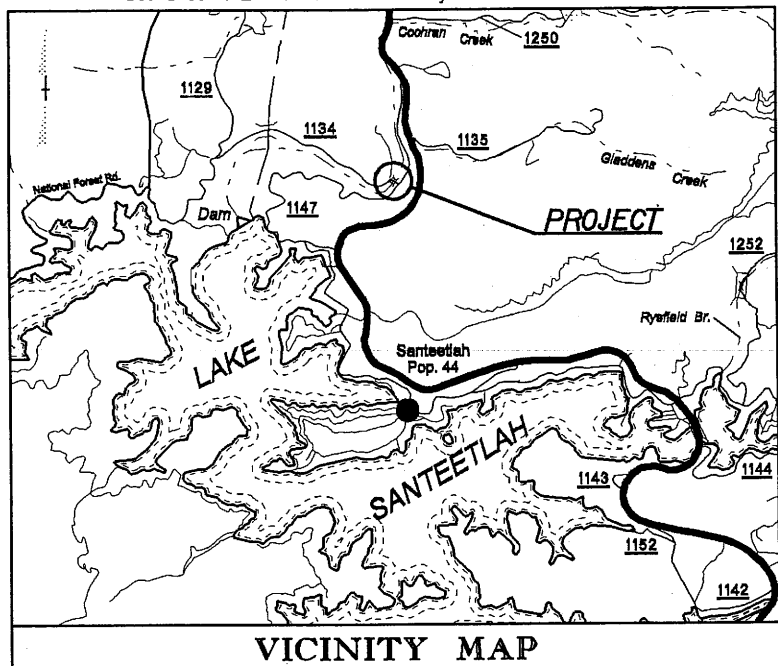 Cochran Creek
1250
1129
1134
1135
Gladdens Creek
National Forest Rd.
Dam
1147
PROJECT
1252
Ryefield Br.
LAKE
Santeetlah
Pop. 44
SANTEETLAH
1143
1144
1152
1142
VICINITY MAP